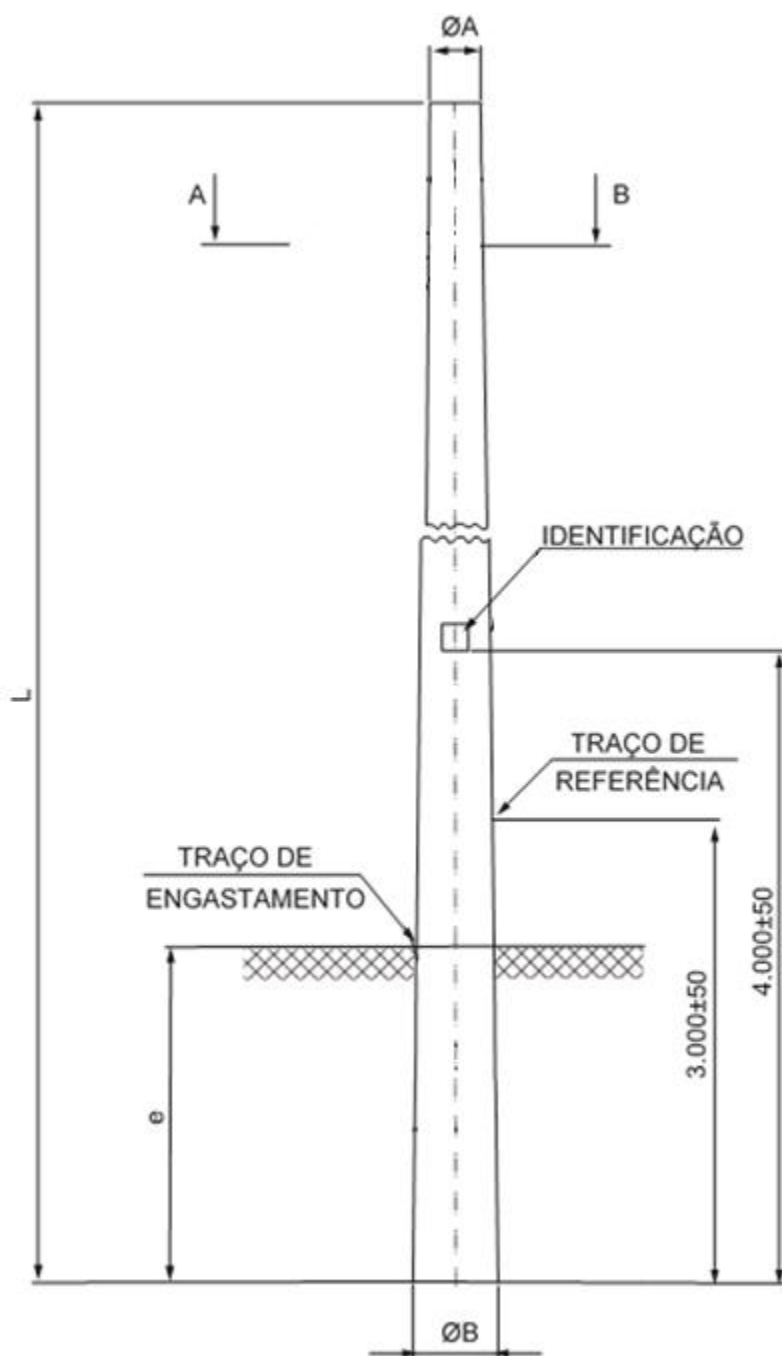 ØA
A
B
IDENTIFICAÇÃO
L
TRAÇO DE
REFERÊNCIA
TRAÇO DE
ENGASTAMENTO
4.000±50
3.000±50
e
ØB